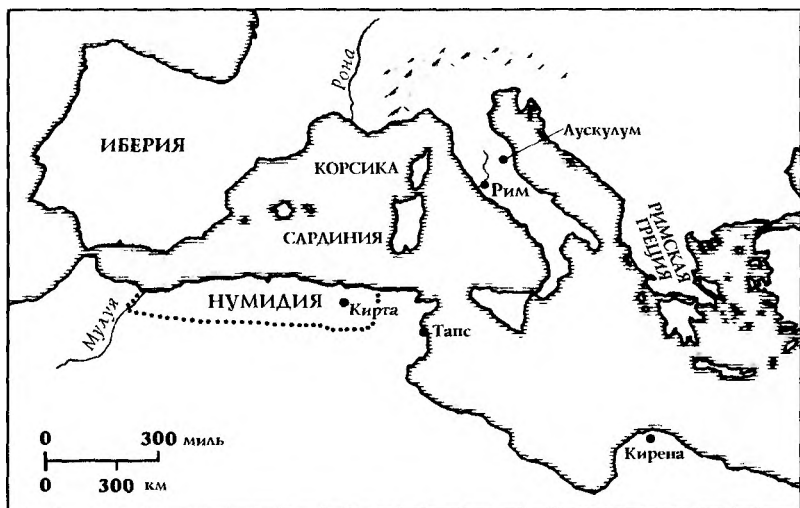 Рона
Лускулум
ИБЕРИЯ
КОРСИКА
Рим
САРДИНИЯ
РИМСКАЯ
ГРЕЦИЯ
НУМИДИЯ
Кирта
Мулуя
Тапс
0 300 миль
0 300 км
Кирена